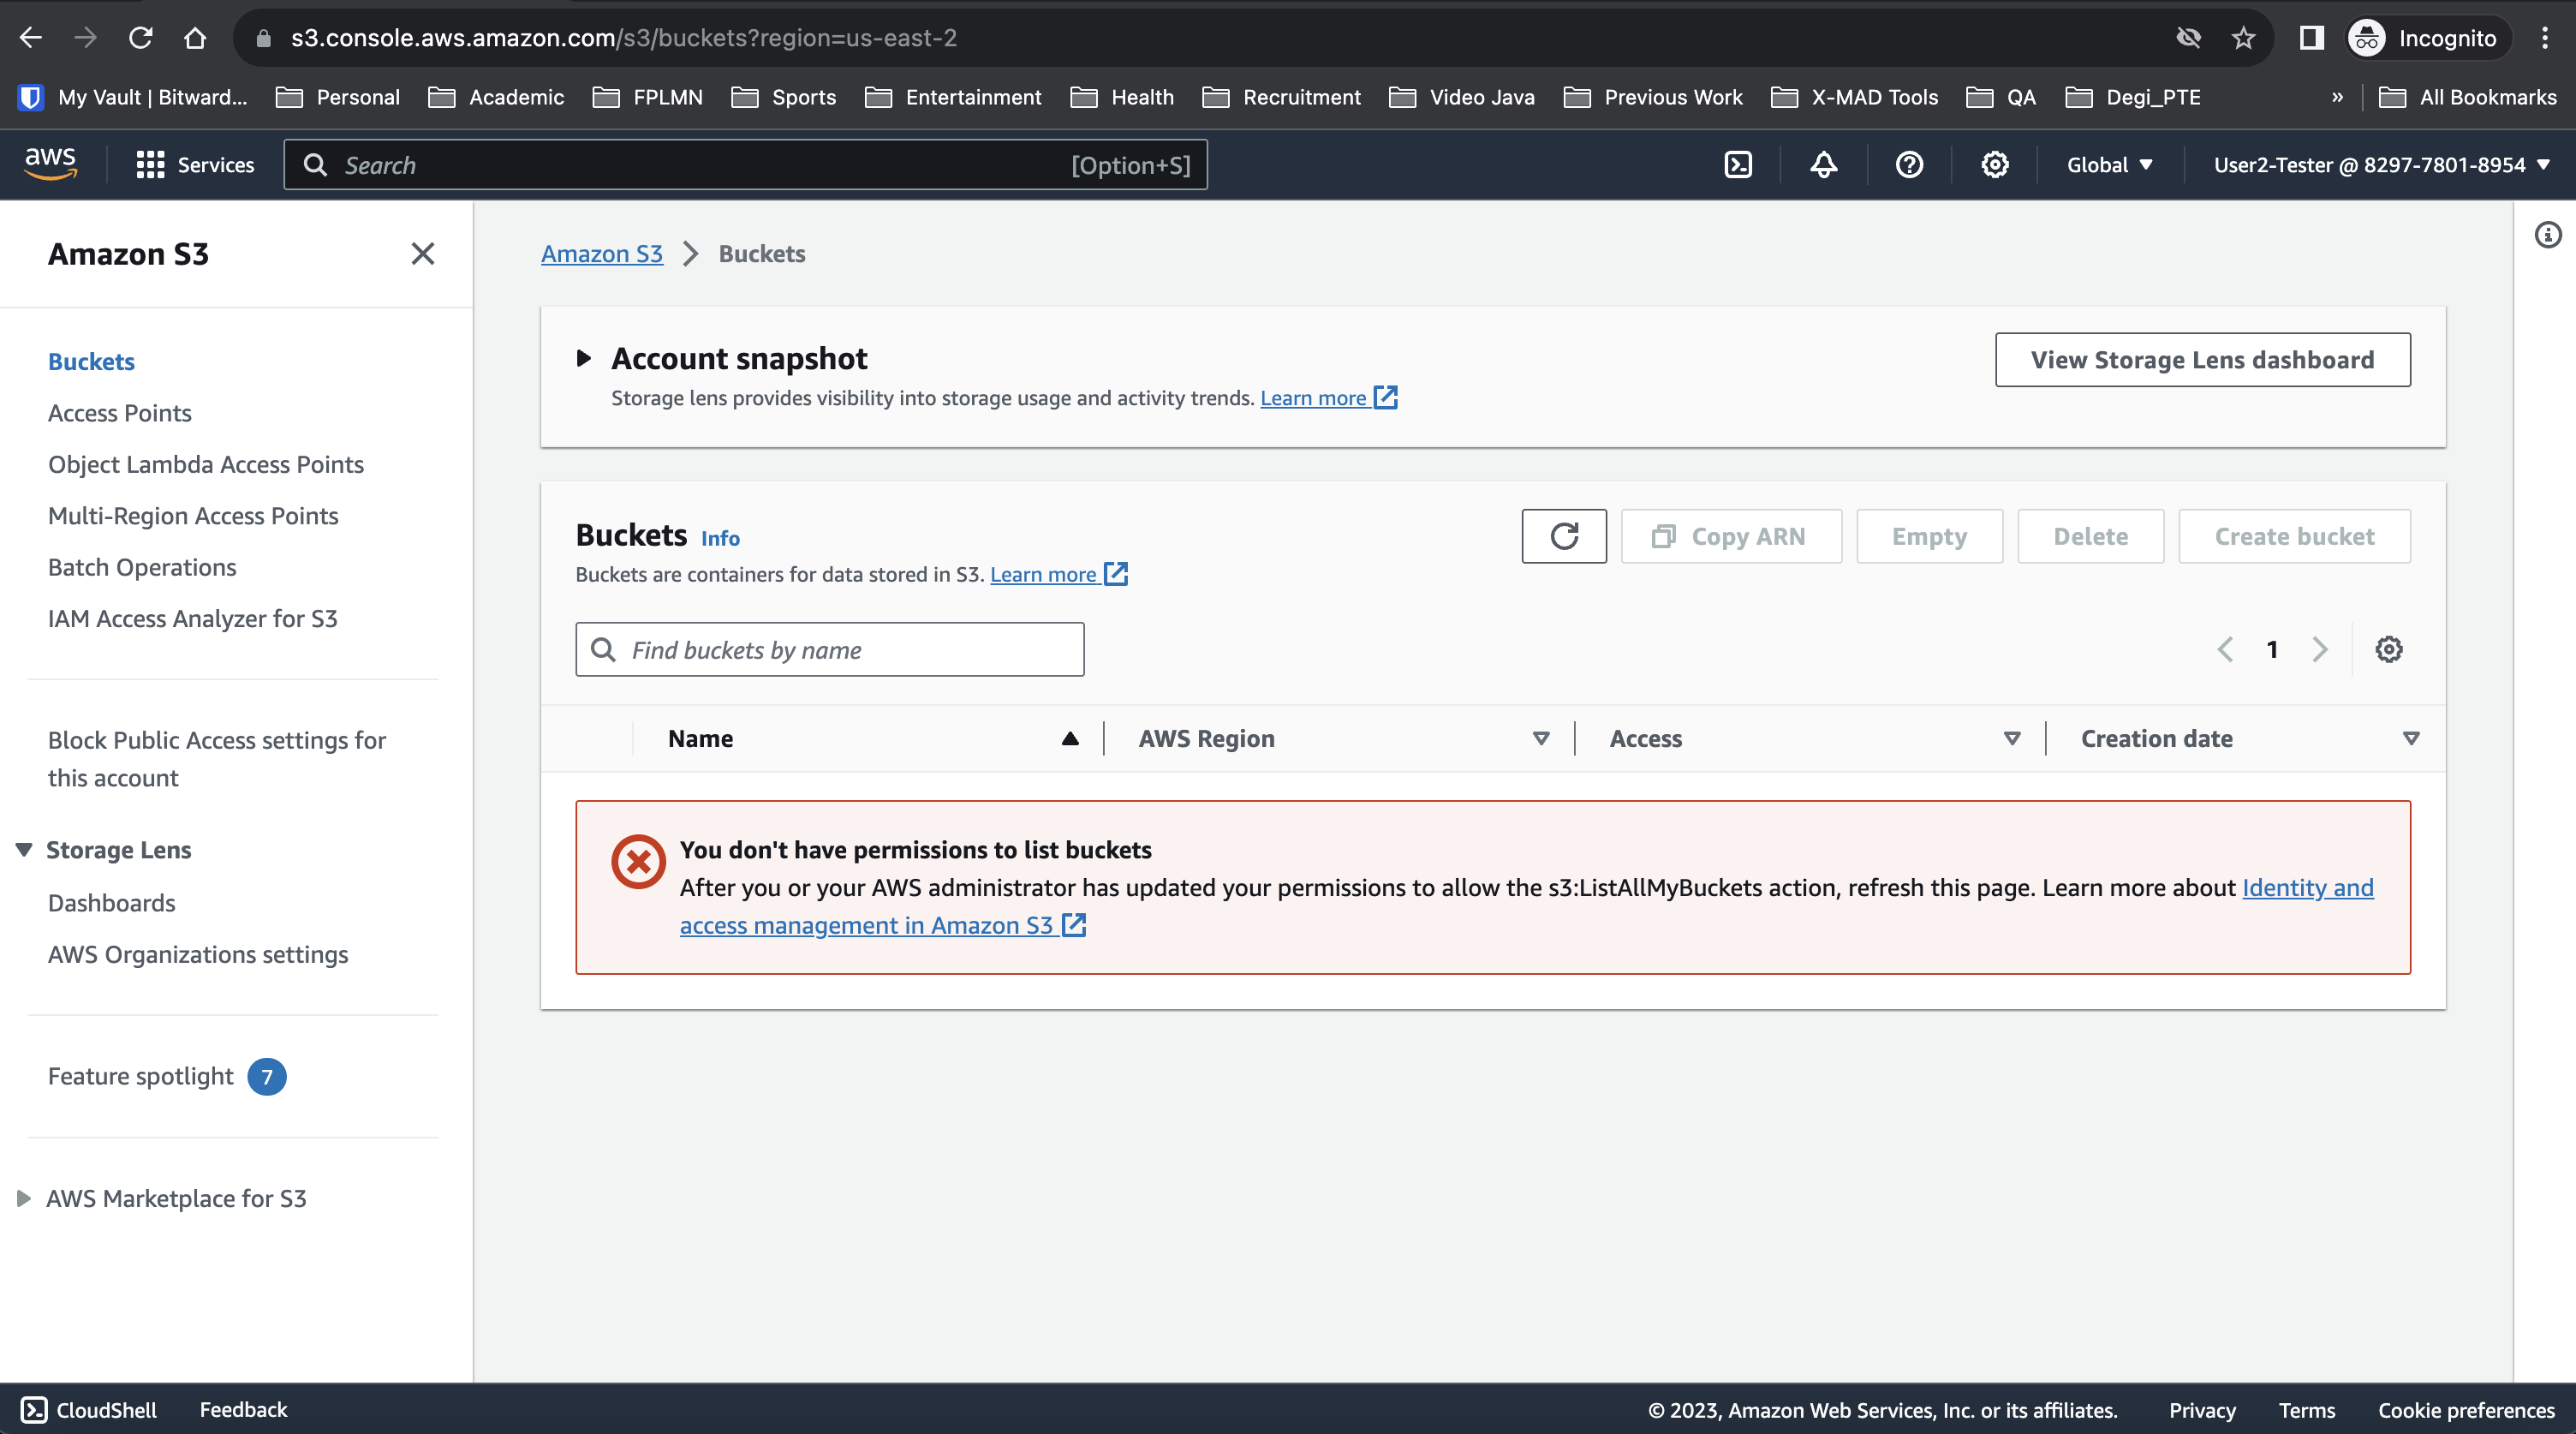 s3.console.aws.amazon.com/s3/buckets?region=us-east-2
Incognito
My Vault | Bitward...
Personal
Academic
FPLMN
Sports
Entertainment
Health
Recruitment
Video Java
Previous Work
X-MAD Tools
QA
Degi_PTE
»
All Bookmarks
aws
Services
Search
[Option+S]
Global
User2-Tester @ 8297-7801-8954
Amazon S3
Buckets
Access Points
Object Lambda Access Points
Multi-Region Access Points
Batch Operations
IAM Access Analyzer for S3
Block Public Access settings for
this account
Storage Lens
Dashboards
AWS Organizations settings
Feature spotlight 7
AWS Marketplace for S3
Amazon S3 > Buckets
Account snapshot
Storage lens provides visibility into storage usage and activity trends. Learn more
View Storage Lens dashboard
Buckets Info
Buckets are containers for data stored in S3. Learn more
Copy ARN
Empty
Delete
Create bucket
Find buckets by name
1
Name
AWS Region
Access
Creation date
You don't have permissions to list buckets
After you or your AWS administrator has updated your permissions to allow the s3:ListAllMyBuckets action, refresh this page. Learn more about Identity and
access management in Amazon S3
CloudShell
Feedback
© 2023, Amazon Web Services, Inc. or its affiliates.
Privacy
Terms
Cookie preferences